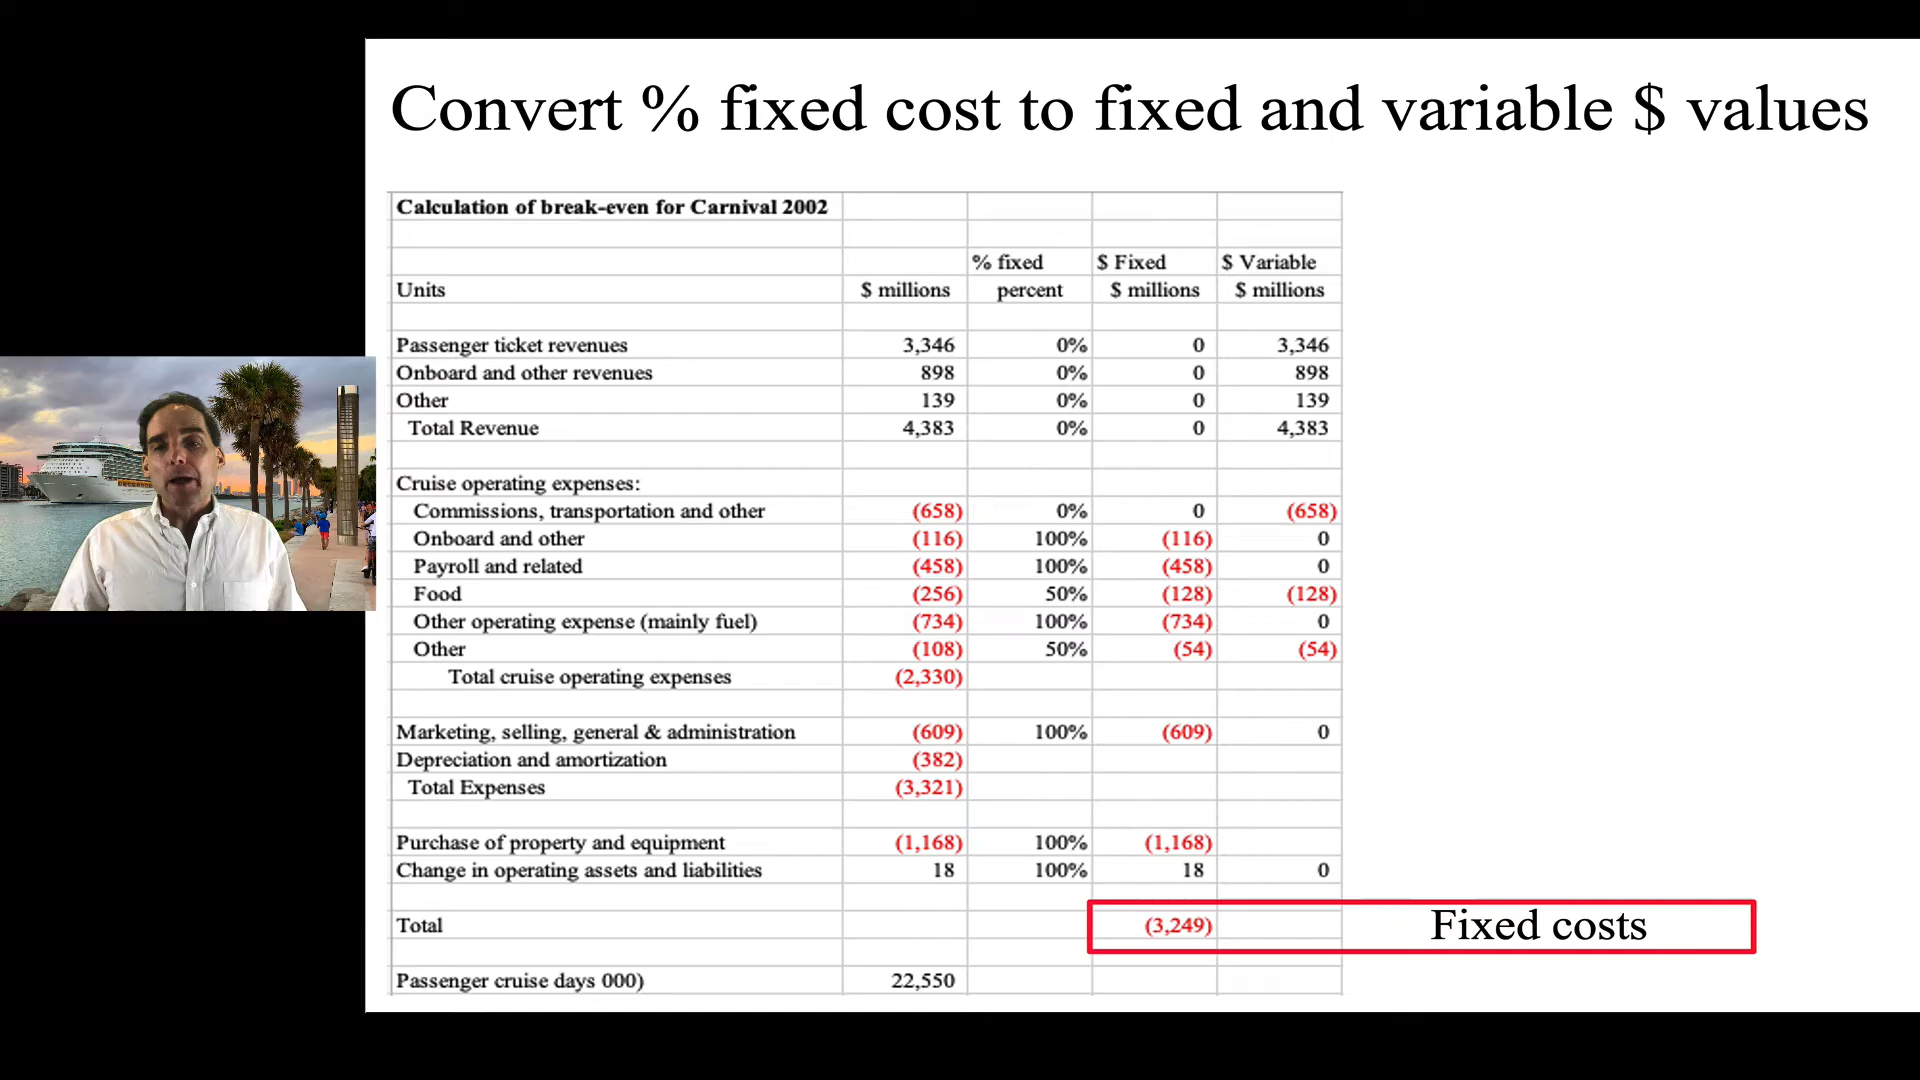 Convert % fixed cost to fixed and variable $ values
Calculation of break-even for Carnival 2002
% fixed $ Fixed $ Variable
Units $ millions percent $ millions $ millions
Passenger ticket revenues 3,346 0% 0 3,346
Onboard and other revenues 898 0% 0 898
Other 139 0% 0 139
Total Revenue 4,383 0% 0 4,383
Cruise operating expenses:
Commissions, transportation and other (658) 0% 0 (658)
Onboard and other (116) 100% (116) 0
Payroll and related (458) 100% (458) 0
Food (256) 50% (128) (128)
Other operating expense (mainly fuel) (734) 100% (734) 0
Other (108) 50% (54) (54)
Total cruise operating expenses (2,330)
Marketing, selling, general & administration (609) 100% (609) 0
Depreciation and amortization (382)
Total Expenses (3,321)
Purchase of property and equipment (1,168) 100% (1,168)
Change in operating assets and liabilities 18 100% 18 0
Total (3,249) Fixed costs
Passenger cruise days 000) 22,550